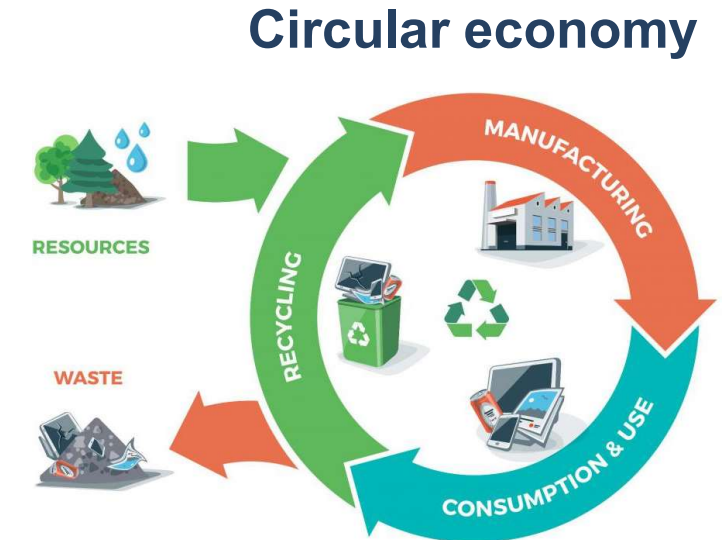 Circular economy
MANUFACTURING
RESOURCES
RECYCLING
WASTE
CONSUMPTION & USE